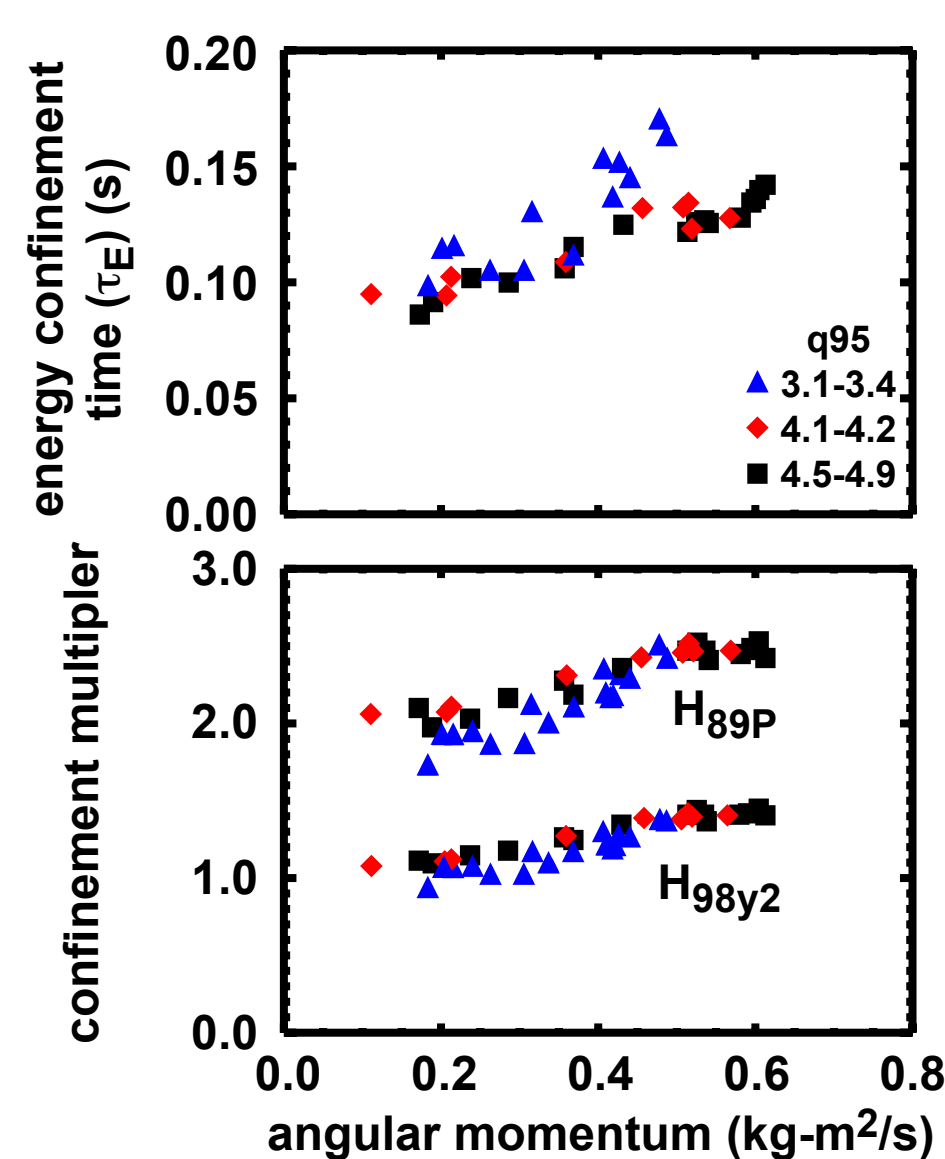 energy confinement
time (τE) (s)
0.20
0.15
0.10
0.05
0.00
q95
3.1-3.4
4.1-4.2
4.5-4.9
confinement multipler
3.0
2.0
1.0
0.0
H89P
H98y2
0.0 0.2 0.4 0.6 0.8
angular momentum (kg-m2/s)